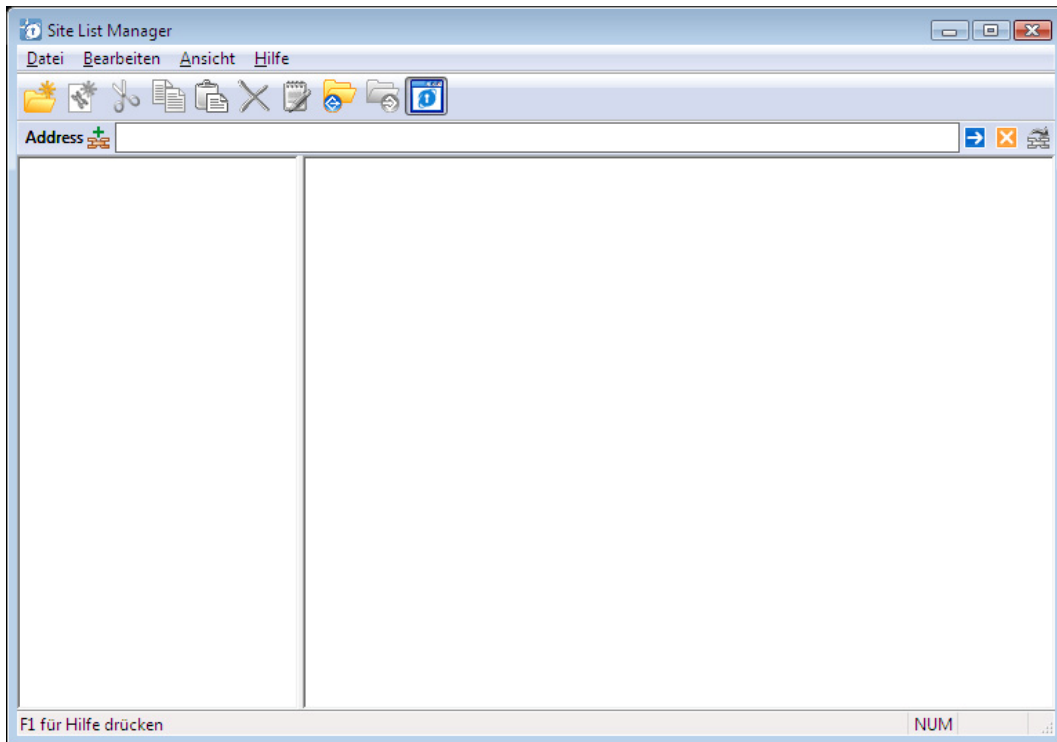 Site List Manager
Datei Bearbeiten Ansicht Hilfe
Address
F1 für Hilfe drücken NUM